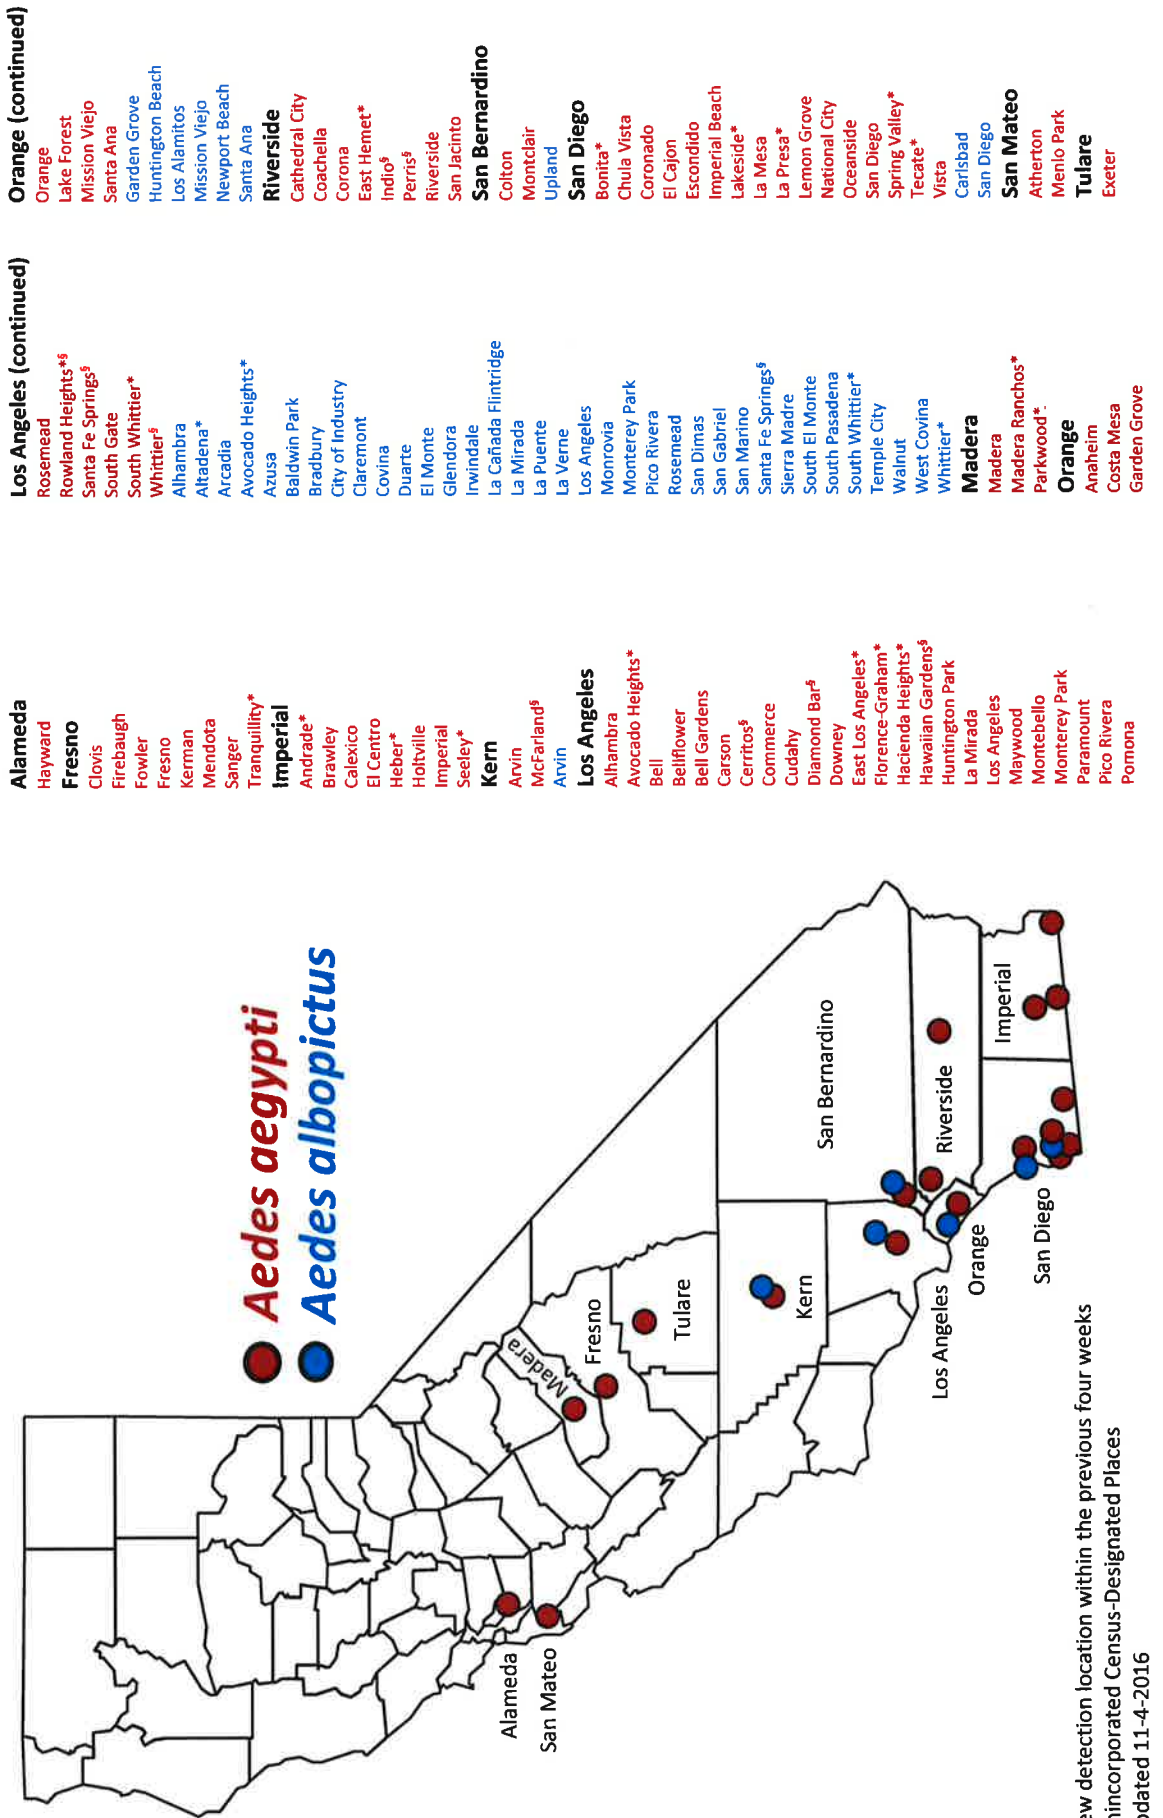 Aedes aegypti
Aedes albopictus
Alameda
San Mateo
Madera
Fresno
Tulare
Kern
San Bernardino
Los Angeles
Orange
Riverside
San Diego
Imperial
ew detection location within the previous four weeks
incorporated Census-Designated Places
dated 11-4-2016
Alameda
Hayward
Fresno
Clovis
Firebaugh
Fowler
Fresno
Kerman
Mendota
Sanger
Tranquillity*
Imperial
Andrade*
Brawley
Calexico
El Centro
Heber*
Holtville
Imperial
Seeley*
Kern
Arvin
McFarland§
Arvin
Los Angeles
Alhambra
Avocado Heights*
Bell
Bellflower
Bell Gardens
Carson
Cerritos§
Commerce
Cudahy
Diamond Bar§
Downey
East Los Angeles*
Florence-Graham*
Hacienda Heights*
Hawaiian Gardens§
Huntington Park
La Mirada
Los Angeles
Maywood
Montebello
Monterey Park
Paramount
Pico Rivera
Pomona
Los Angeles (continued)
Rosemead
Rowland Heights*§
Santa Fe Springs§
South Gate
South Whittier*
Whittier§
Alhambra
Altadena*
Arcadia
Avocado Heights*
Azusa
Baldwin Park
Bradbury
City of Industry
Claremont
Covina
Duarte
El Monte
Glendora
Irwindale
La Cañada Flintridge
La Mirada
La Puente
La Verne
Los Angeles
Monrovia
Monterey Park
Pico Rivera
Rosemead
San Dimas
San Gabriel
San Marino
Santa Fe Springs§
Sierra Madre
South El Monte
South Pasadena
South Whittier*
Temple City
Walnut
West Covina
Whittier*
Madera
Madera
Madera Ranchos*
Parkwood*
Orange
Anaheim
Costa Mesa
Garden Grove
Orange (continued)
Orange
Lake Forest
Mission Viejo
Santa Ana
Garden Grove
Huntington Beach
Los Alamitos
Mission Viejo
Newport Beach
Santa Ana
Riverside
Cathedral City
Coachella
Corona
East Hemet*
Indio§
Perris§
Riverside
San Jacinto
San Bernardino
Colton
Montclair
Upland
San Diego
Bonita*
Chula Vista
Coronado
El Cajon
Escondido
Imperial Beach
Lakeside*
La Mesa
La Presa*
Lemon Grove
National City
Oceanside
San Diego
Spring Valley*
Tecate*
Vista
Carlsbad
San Diego
San Mateo
Atherton
Menlo Park
Tulare
Exeter